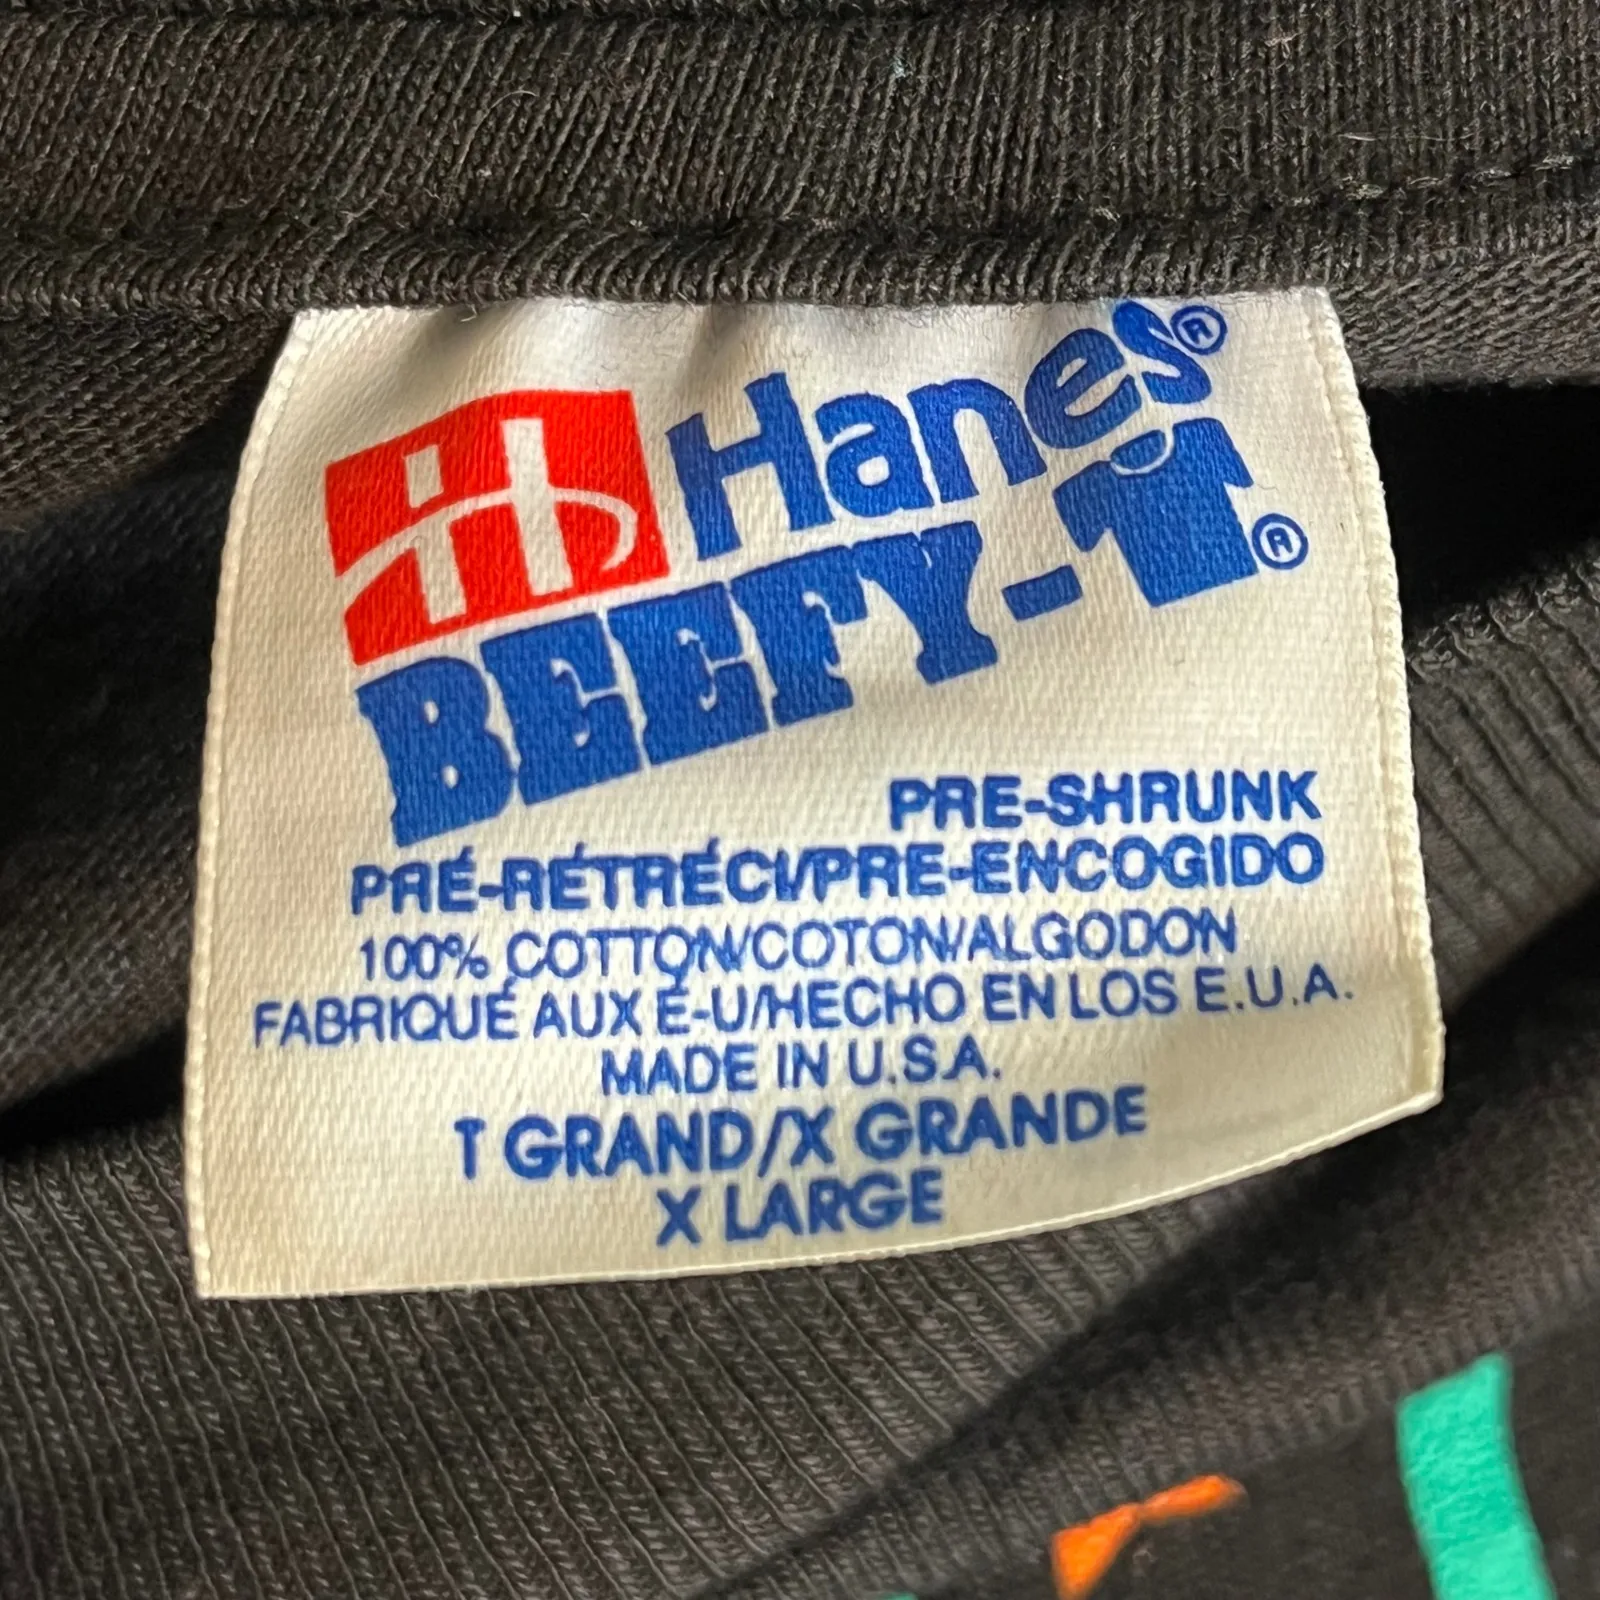 Hanes®
BEEFY-T®
PRE-SHRUNK
PRÉ-RÉTRÉCI/PRE-ENCOGIDO
100% COTTON/COTON/ALGODON
FABRIQUÉ AUX É-U/HECHO EN LOS E.U.A.
MADE IN U.S.A.
T GRAND/X GRANDE
X LARGE